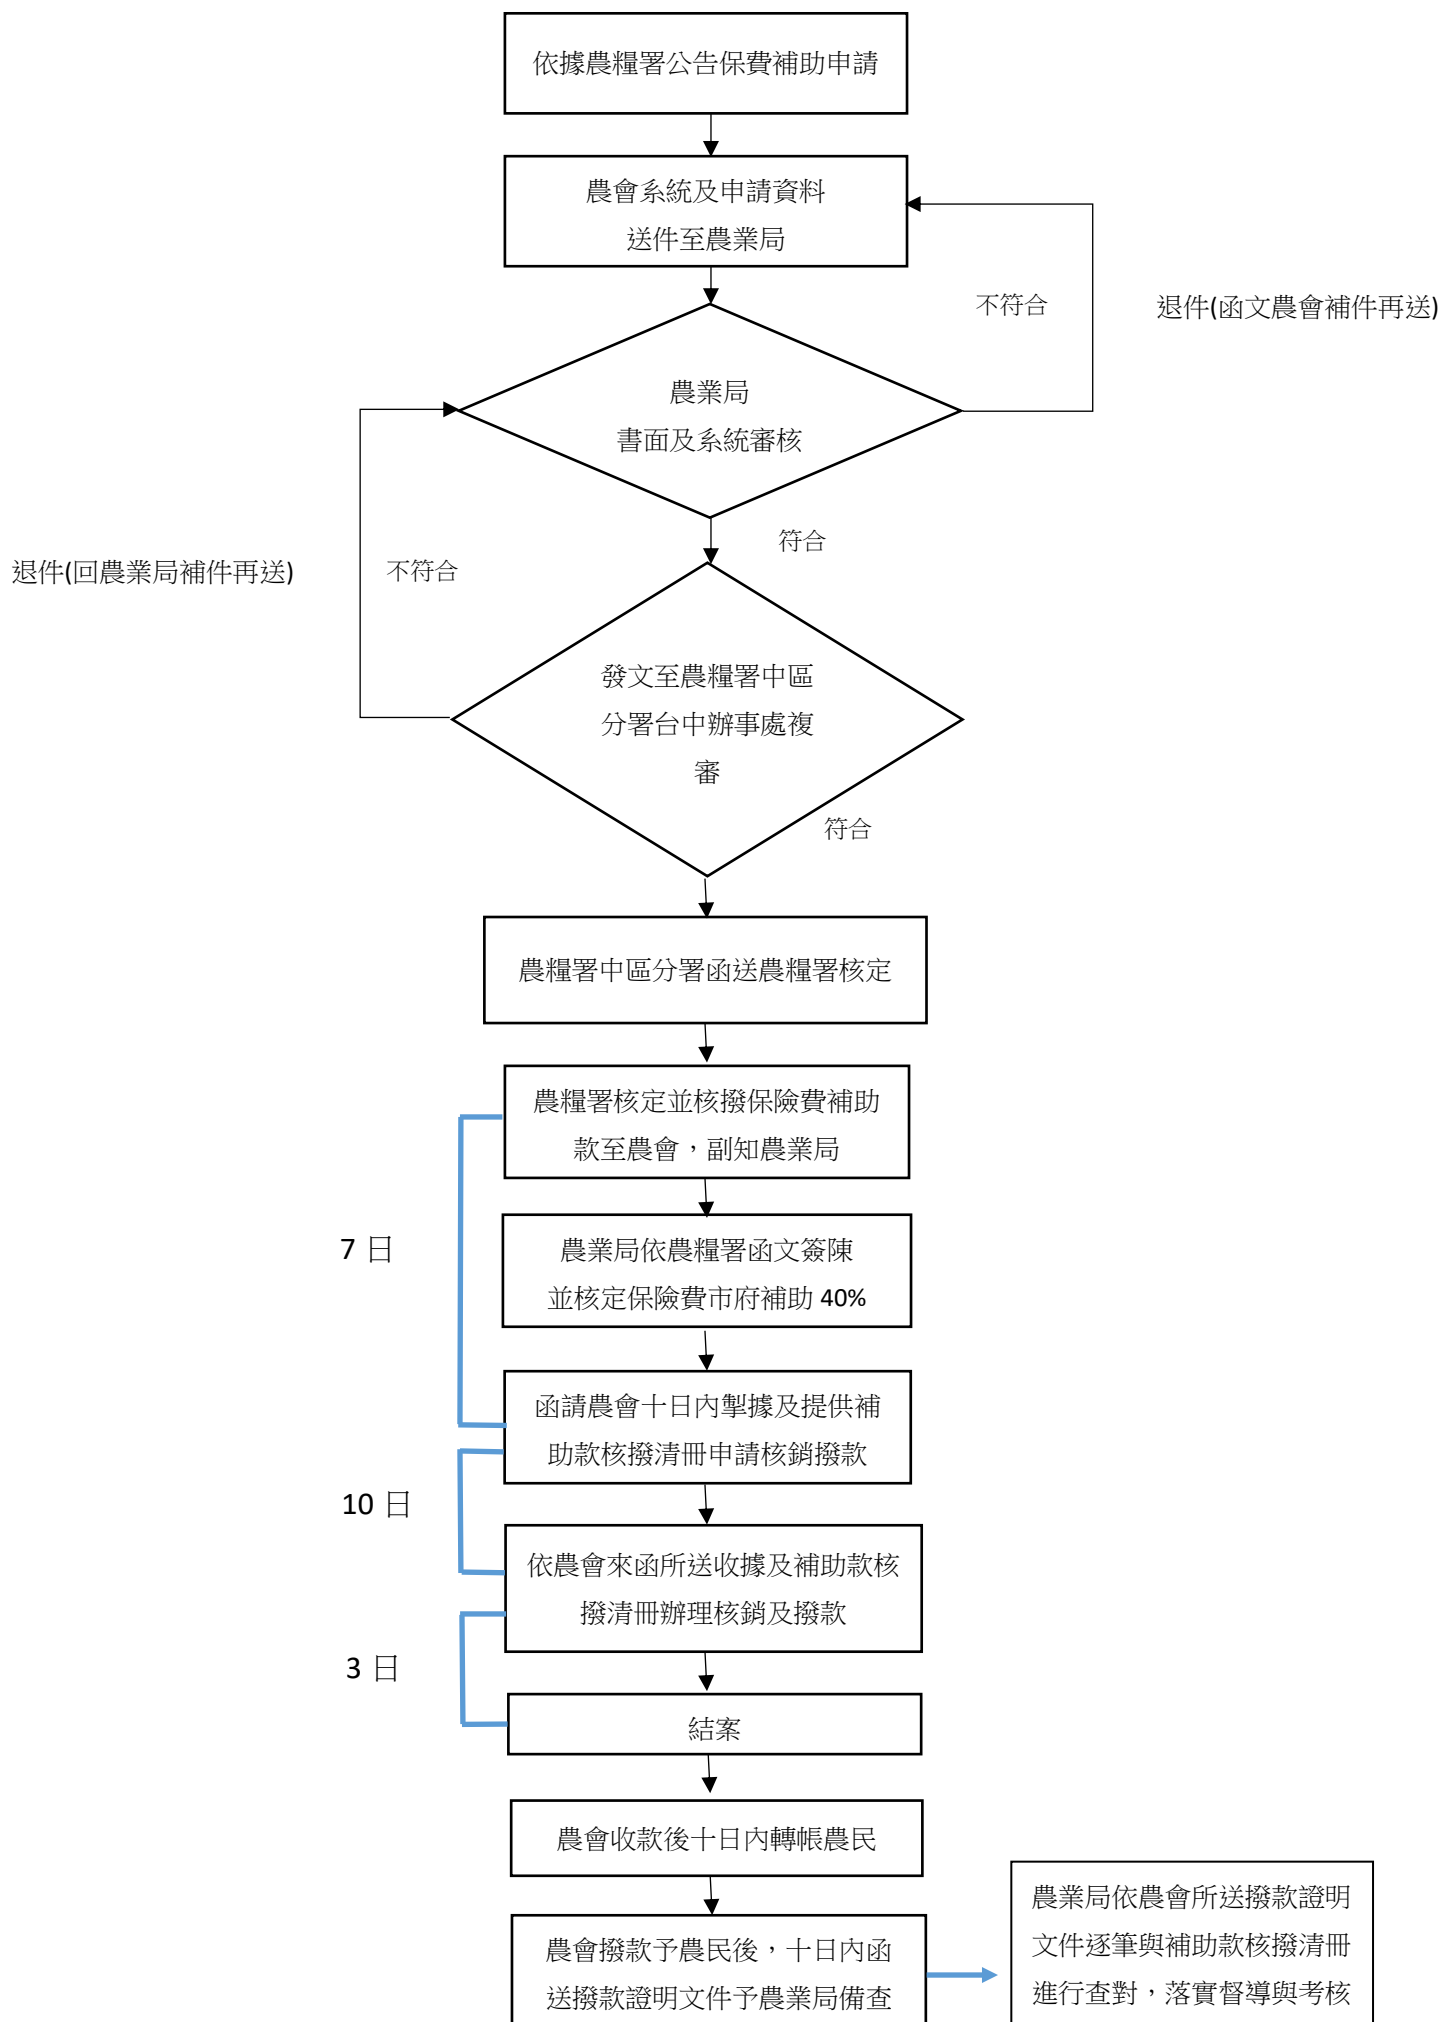 依據農糧署公告保費補助申請
農會系統及申請資料
送件至農業局
不符合
退件(函文農會補件再送)
農業局
書面及系統審核
符合
退件(回農業局補件再送)
不符合
發文至農糧署中區
分署台中辦事處複
審
符合
農糧署中區分署函送農糧署核定
農糧署核定並核撥保險費補助
款至農會，副知農業局
7 日
農業局依農糧署函文簽陳
並核定保險費市府補助 40%
函請農會十日內掣據及提供補
助款核撥清冊申請核銷撥款
10 日
依農會來函所送收據及補助款核
撥清冊辦理核銷及撥款
3 日
結案
農會收款後十日內轉帳農民
農會撥款予農民後，十日內函
送撥款證明文件予農業局備查
農業局依農會所送撥款證明
文件逐筆與補助款核撥清冊
進行查對，落實督導與考核